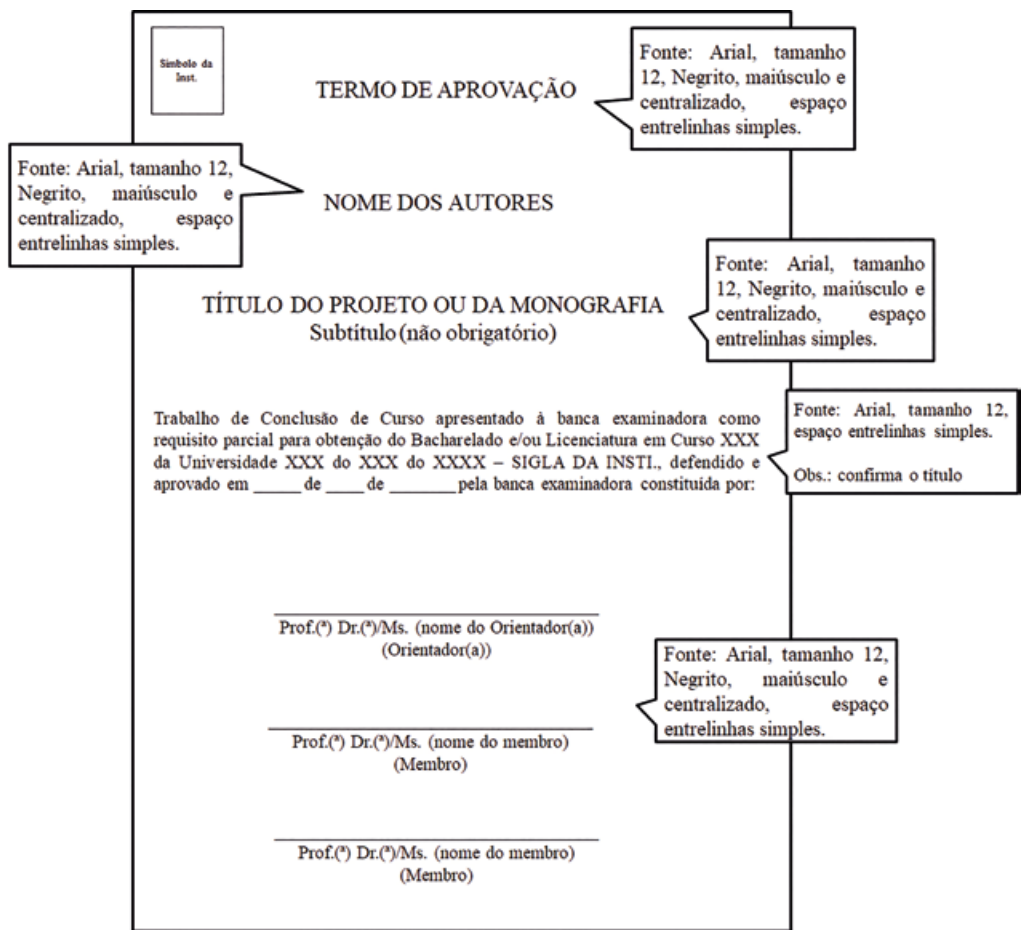 Símbolo da
Inst.
TERMO DE APROVAÇÃO
Fonte: Arial, tamanho
12, Negrito, maiúsculo e
centralizado, espaço
entrelinhas simples.
Fonte: Arial, tamanho 12,
Negrito, maiúsculo e
centralizado, espaço
entrelinhas simples.
NOME DOS AUTORES
Fonte: Arial, tamanho
12, Negrito, maiúsculo e
centralizado, espaço
entrelinhas simples.
TÍTULO DO PROJETO OU DA MONOGRAFIA
Subtítulo (não obrigatório)
Trabalho de Conclusão de Curso apresentado à banca examinadora como
requisito parcial para obtenção do Bacharelado e/ou Licenciatura em Curso XXX
da Universidade XXX do XXX do XXXX – SIGLA DA INSTI., defendido e
aprovado em _____ de ____ de _______ pela banca examinadora constituída por:
Fonte: Arial, tamanho 12,
espaço entrelinhas simples.
Obs.: confirma o título
Prof.(ª) Dr.(ª)/Ms. (nome do Orientador(a))
(Orientador(a))
Fonte: Arial, tamanho 12,
Negrito, maiúsculo e
centralizado, espaço
entrelinhas simples.
Prof.(ª) Dr.(ª)/Ms. (nome do membro)
(Membro)
Prof.(ª) Dr.(ª)/Ms. (nome do membro)
(Membro)